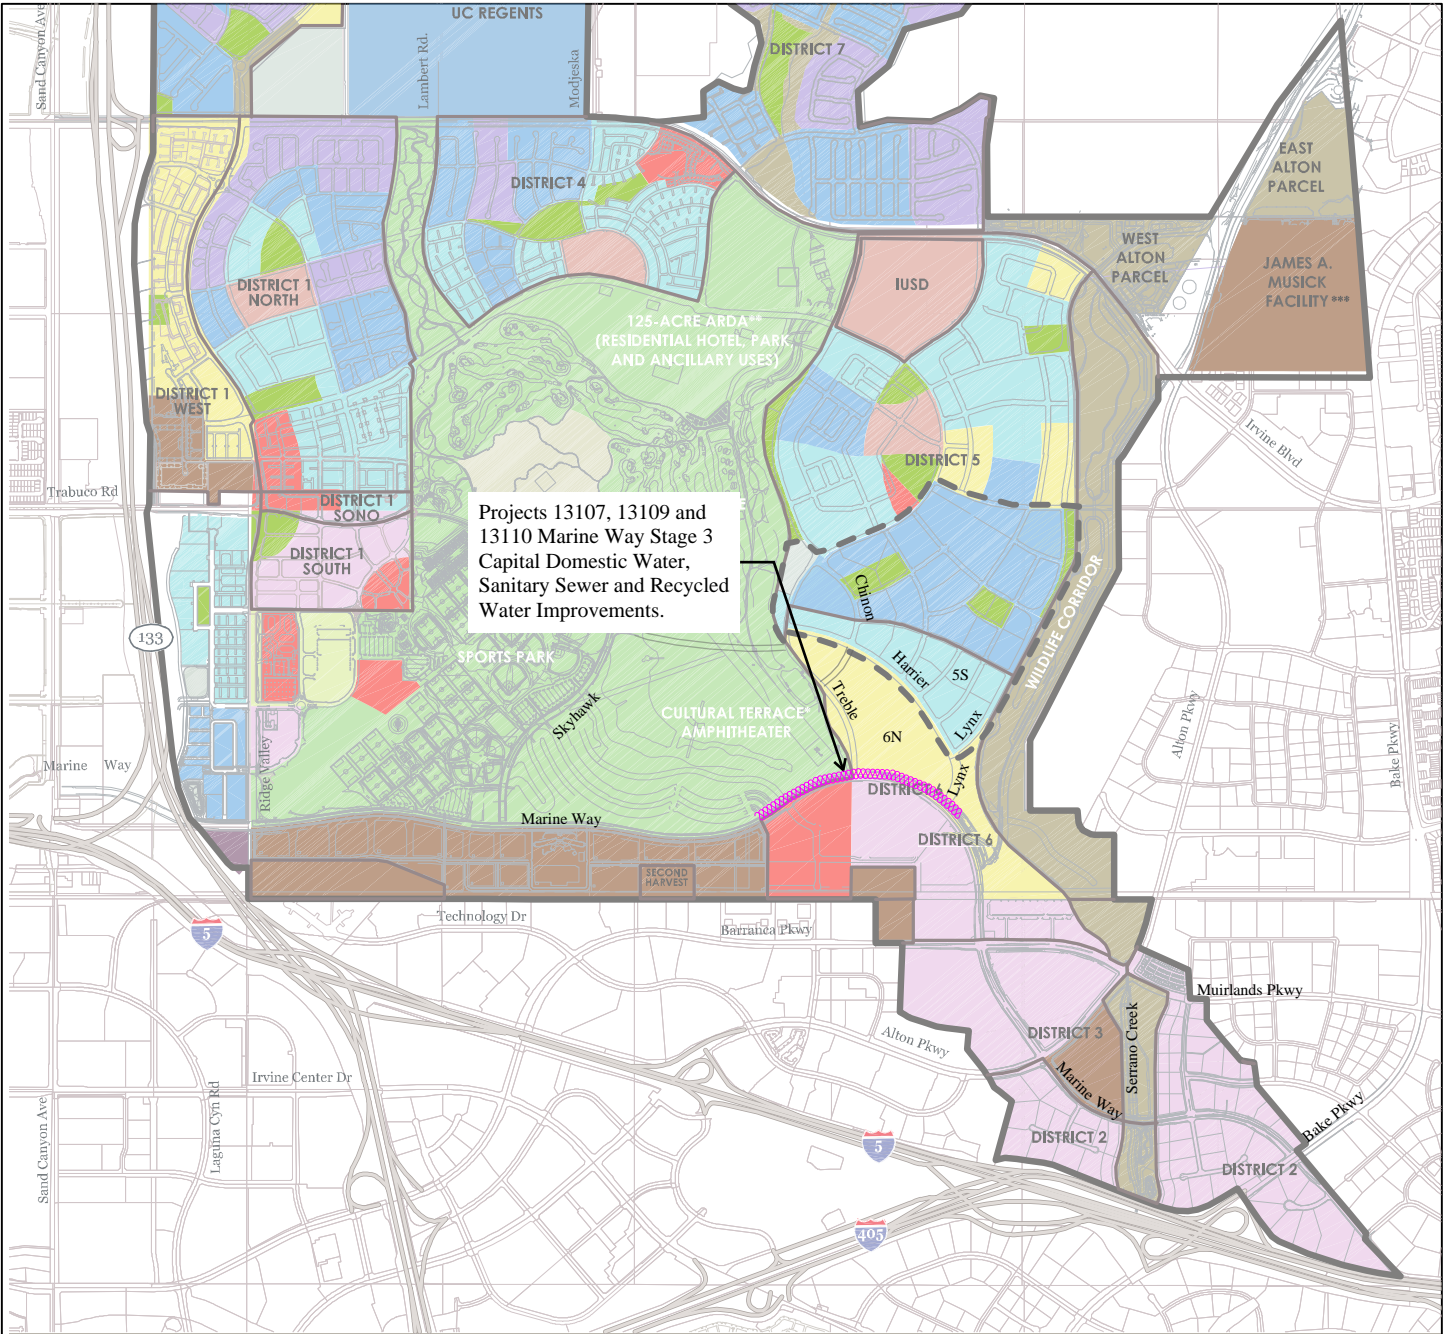 UC REGENTS
Sand Canyon Ave
Lambert Rd.
Modjeska
DISTRICT 7
EAST
ALTON
PARCEL
DISTRICT 4
WEST
ALTON
PARCEL
JAMES A.
MUSICK
FACILITY ***
DISTRICT 1
NORTH
IUSD
125-ACRE ARDA**
(RESIDENTIAL HOTEL, PARK
AND ANCILLARY USES)
DISTRICT 1
WEST
Irvine Blvd
DISTRICT 5
Trabuco Rd
DISTRICT 1
SONO
DISTRICT 1
SOUTH
Projects 13107, 13109 and
13110 Marine Way Stage 3
Capital Domestic Water,
Sanitary Sewer and Recycled
Water Improvements.
Chinon
WILDLIFE CORRIDOR
133
SPORTS PARK
Harrier
5S
Skyhawk
Treble
CULTURAL TERRACE*
AMPHITHEATER
6N
Lynx
Lynx
Alton Pkwy
Bake Pkwy
Marine Way
Ridge Valley
Marine Way
DISTRICT
DISTRICT 6
SECOND
HARVEST
Technology Dr
Barranca Pkwy
5
Muirlands Pkwy
Alton Pkwy
DISTRICT 3
Serrano Creek
Marine Way
Irvine Center Dr
Laguna Cyn Rd
Sand Canyon Ave
5
DISTRICT 2
Bake Pkwy
DISTRICT 2
405